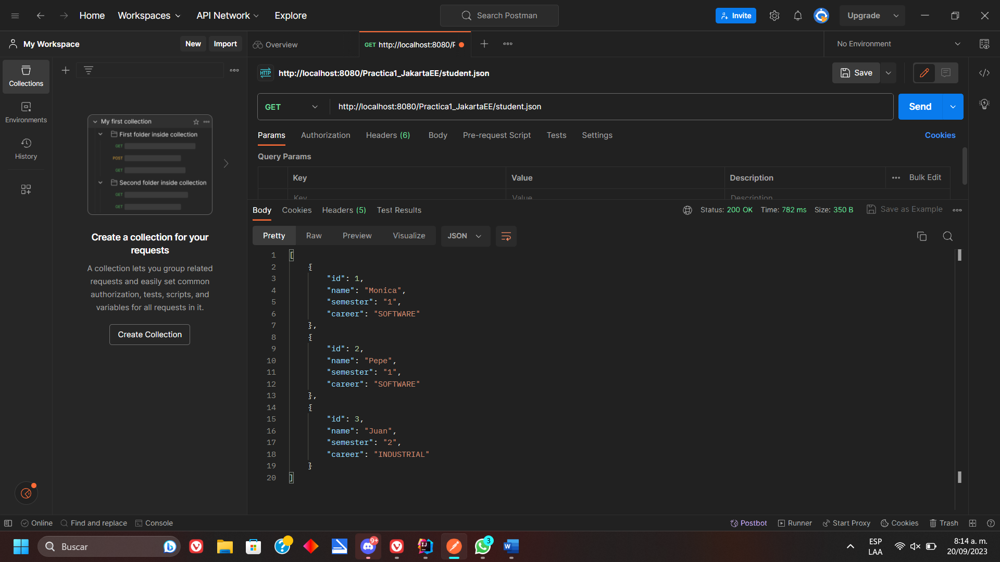 Home
Workspaces
API Network
Explore
Search Postman
Invite
Upgrade
My Workspace
New
Import
Overview
GET http://localhost:8080/F
No Environment
Collections
Environments
History
My first collection
First folder inside collection
GET
POST
GET
Second folder inside collection
GET
GET
Create a collection for your
requests
A collection lets you group related
requests and easily set common
authorization, tests, scripts, and
variables for all requests in it.
Create Collection
HTTP http://localhost:8080/Practica1_JakartaEE/student.json
Save
GET
http://localhost:8080/Practica1_JakartaEE/student.json
Send
Params
Authorization
Headers (6)
Body
Pre-request Script
Tests
Settings
Cookies
Query Params
Key
Value
Description
Bulk Edit
Key
Value
Description
Body
Cookies
Headers (5)
Test Results
Status: 200 OK
Time: 782 ms
Size: 350 B
Save as Example
Pretty
Raw
Preview
Visualize
JSON
1 [
2 {
3 "id": 1,
4 "name": "Monica",
5 "semester": "1",
6 "career": "SOFTWARE"
7 },
8 {
9 "id": 2,
10 "name": "Pepe",
11 "semester": "1",
12 "career": "SOFTWARE"
13 },
14 {
15 "id": 3,
16 "name": "Juan",
17 "semester": "2",
18 "career": "INDUSTRIAL"
19 }
20 ]
Online
Find and replace
Console
Postbot
Runner
Start Proxy
Cookies
Trash
Buscar
9+
IJ
3
W
ESP
LAA
8:14 a. m.
20/09/2023